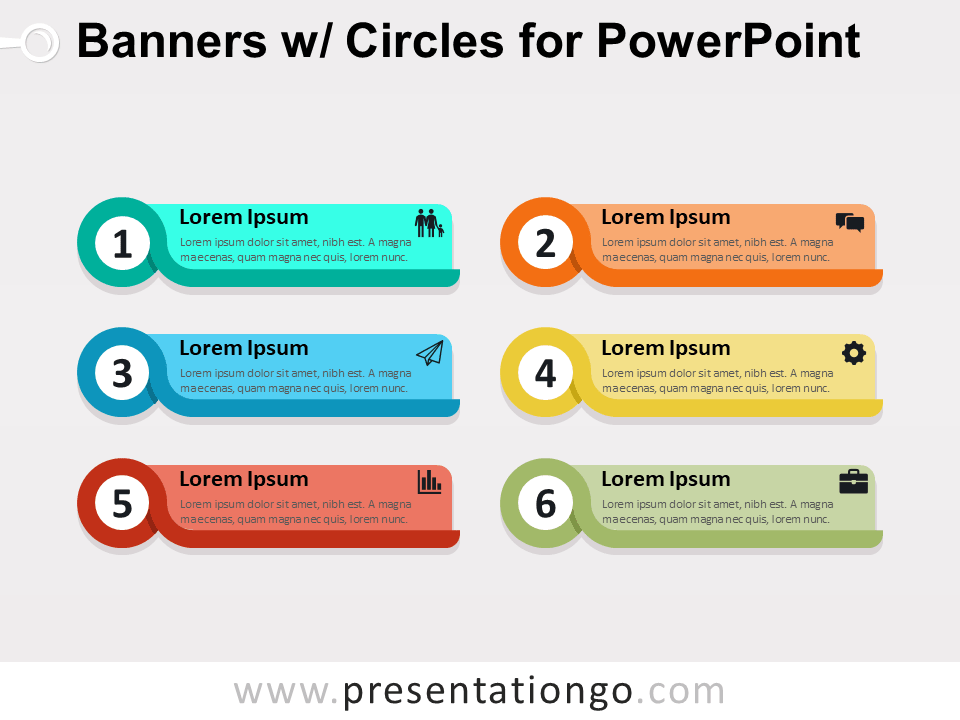 Banners w/ Circles for PowerPoint
1
Lorem Ipsum
Lorem ipsum dolor sit amet, nibh est. A magna
maecenas, quam magna nec quis, lorem nunc.
2
Lorem Ipsum
Lorem ipsum dolor sit amet, nibh est. A magna
maecenas, quam magna nec quis, lorem nunc.
3
Lorem Ipsum
Lorem ipsum dolor sit amet, nibh est. A magna
maecenas, quam magna nec quis, lorem nunc.
4
Lorem Ipsum
Lorem ipsum dolor sit amet, nibh est. A magna
maecenas, quam magna nec quis, lorem nunc.
5
Lorem Ipsum
Lorem ipsum dolor sit amet, nibh est. A magna
maecenas, quam magna nec quis, lorem nunc.
6
Lorem Ipsum
Lorem ipsum dolor sit amet, nibh est. A magna
maecenas, quam magna nec quis, lorem nunc.
www.presentationgo.com